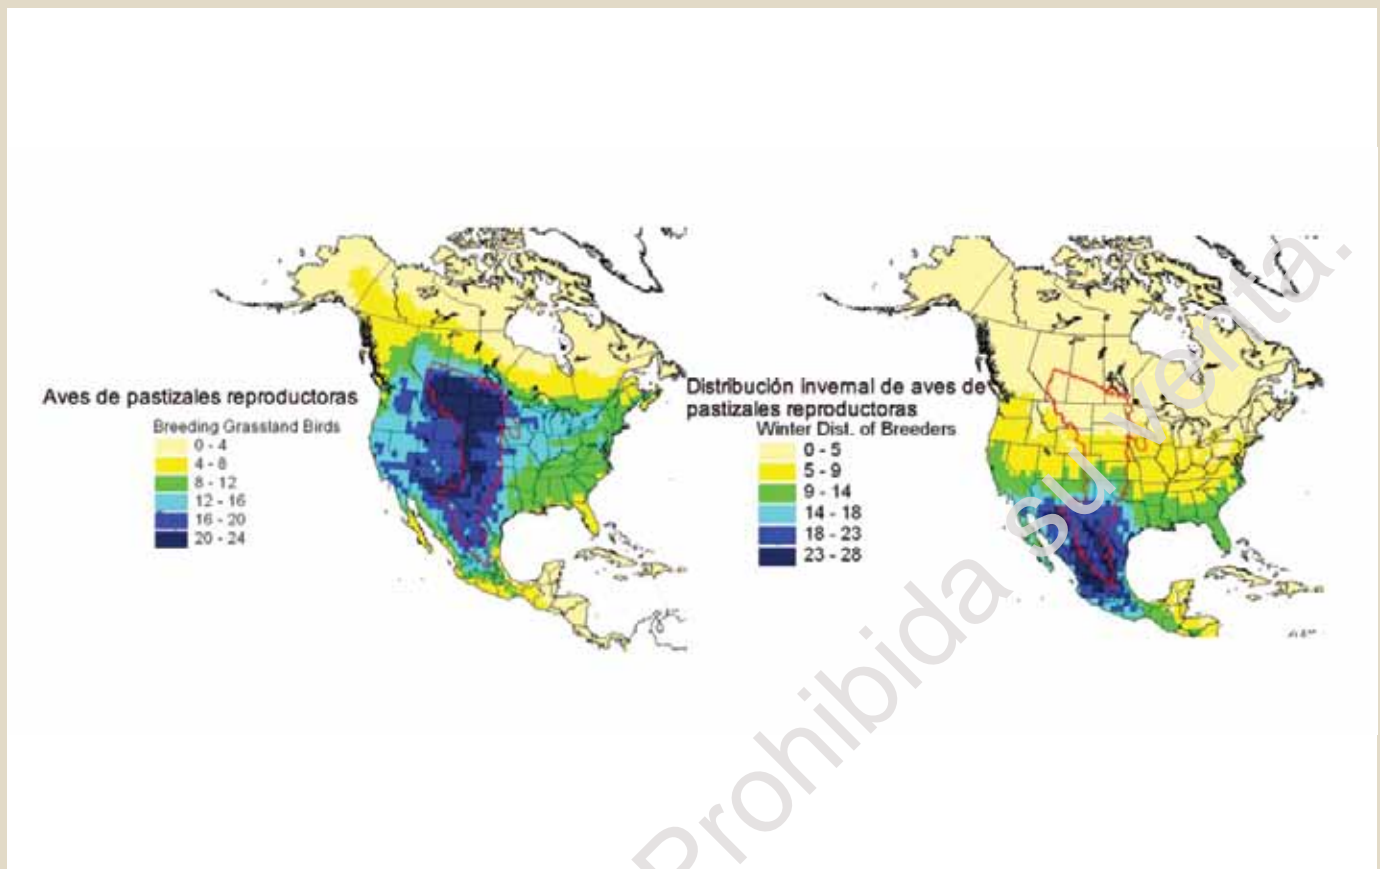 Aves de pastizales reproductoras
Breeding Grassland Birds
0 - 4
4 - 8
8 - 12
12 - 16
16 - 20
20 - 24
Distribución invernal de aves de
pastizales reproductoras
Winter Dist. of Breeders
0 - 5
5 - 9
9 - 14
14 - 18
18 - 23
23 - 28
Prohibida su venta.